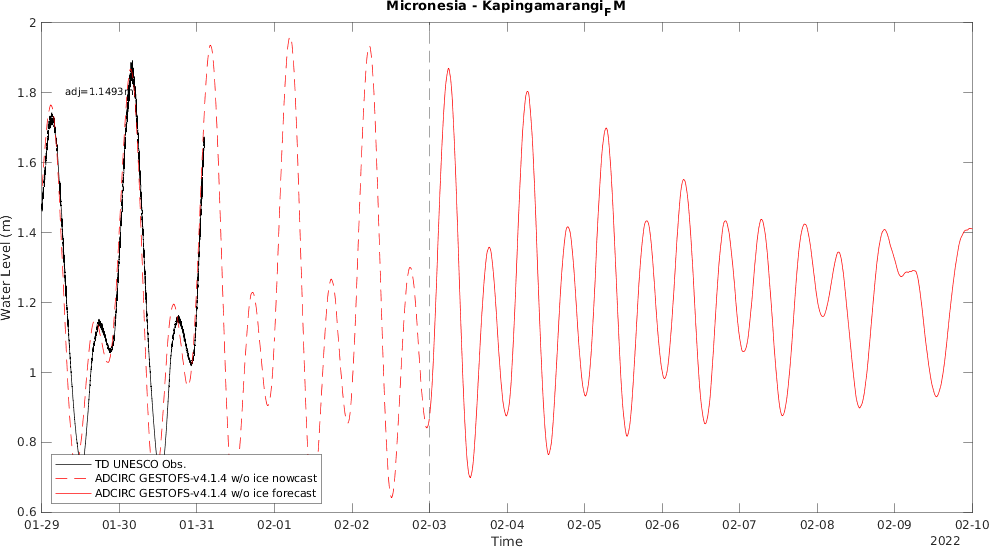 Micronesia - KapingamarangiFM
2
1.8
1.6
1.4
1.2
1
0.8
0.6
Water Level (m)
adj=1.1493m
TD UNESCO Obs.
ADCIRC GESTOFS-v4.1.4 w/o ice nowcast
ADCIRC GESTOFS-v4.1.4 w/o ice forecast
01-29 01-30 01-31 02-01 02-02 02-03 02-04 02-05 02-06 02-07 02-08 02-09 02-10
Time
2022